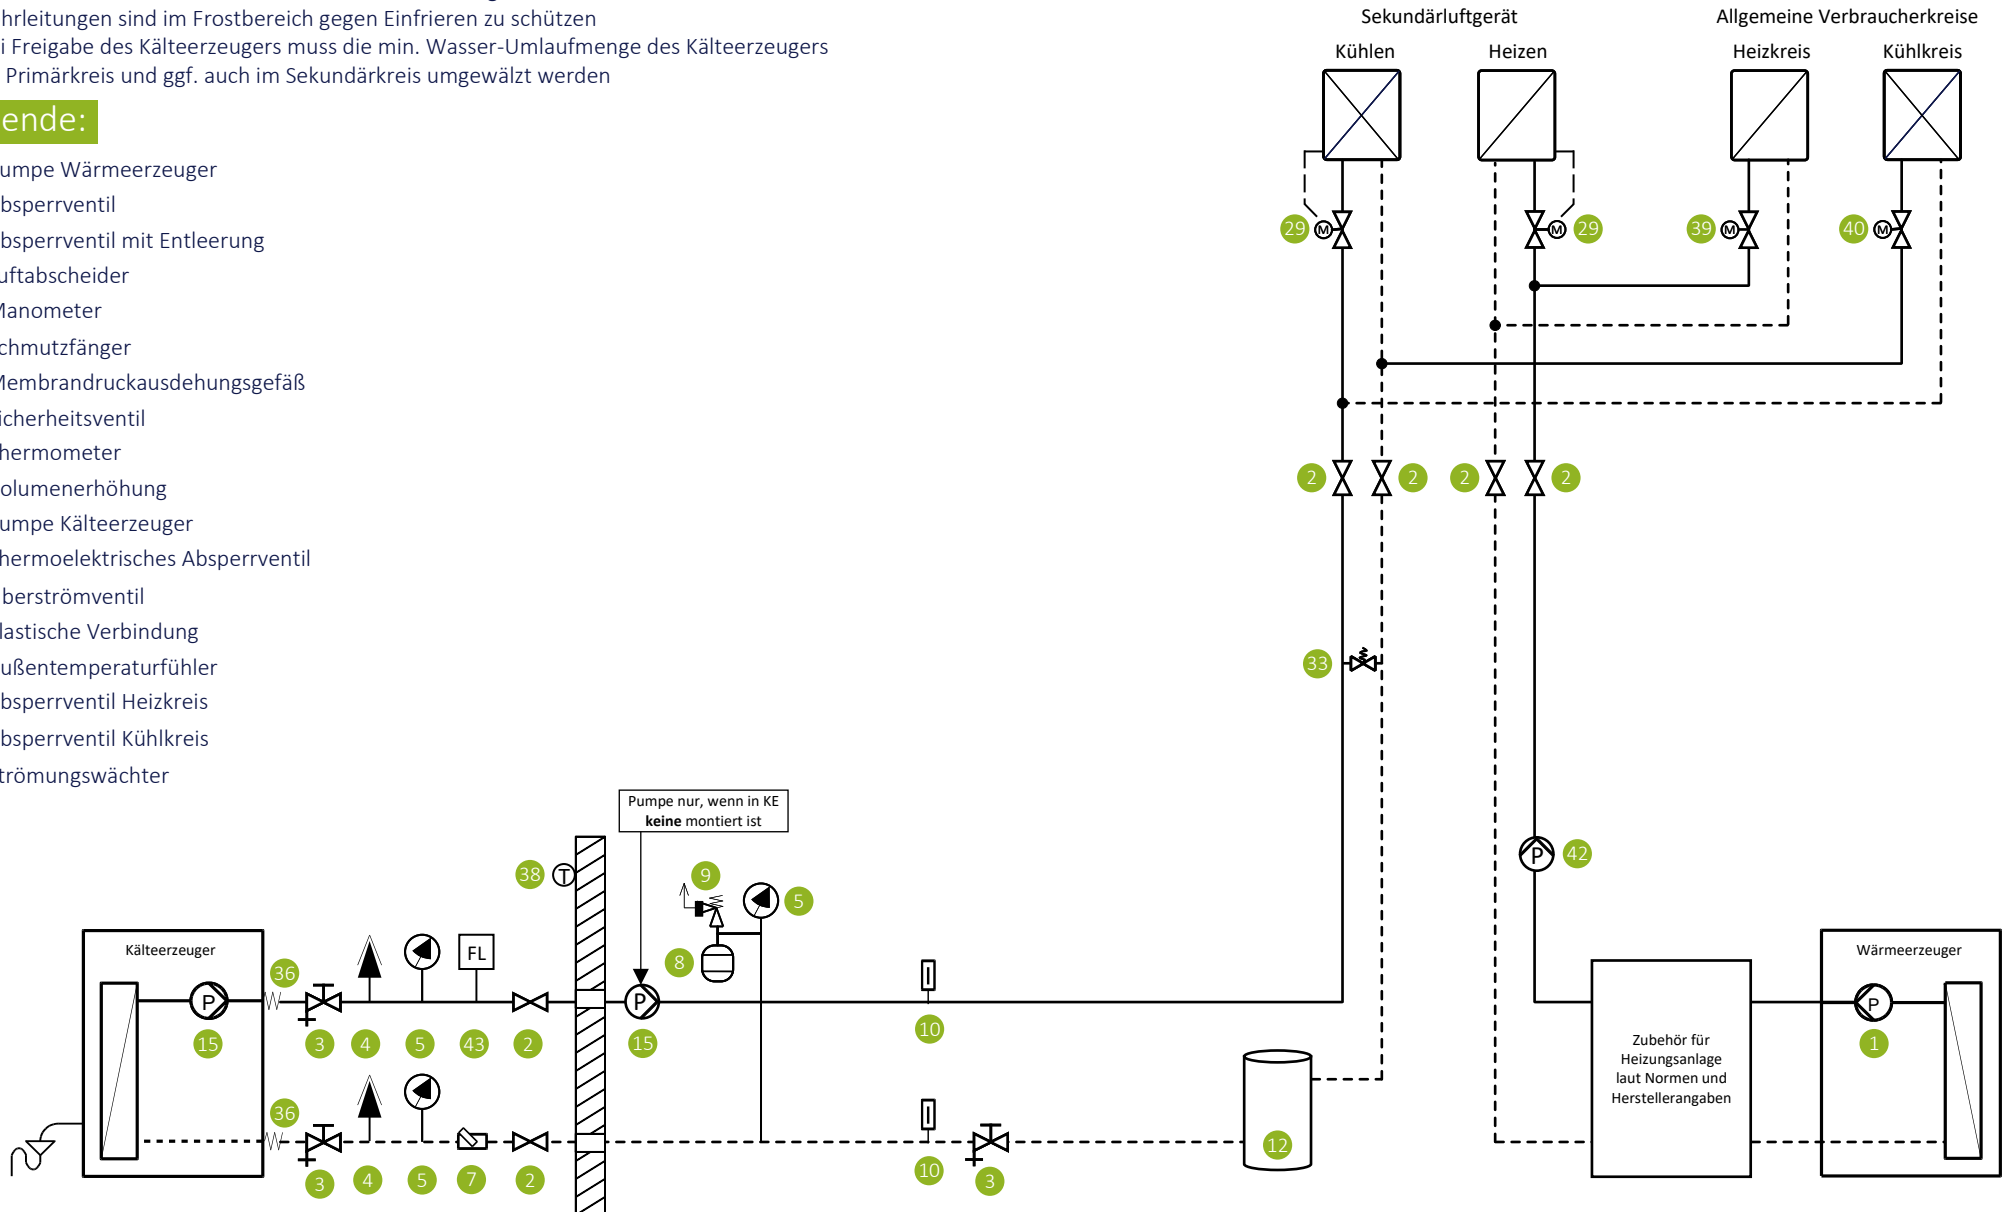 hrleitungen sind im Frostbereich gegen Einfrieren zu schützen
i Freigabe des Kälteerzeugers muss die min. Wasser-Umlaufmenge des Kälteerzeugers
Primärkreis und ggf. auch im Sekundärkreis umgewälzt werden
ende:
umpe Wärmeerzeuger
bsperrventil
bsperrventil mit Entleerung
uftabscheider
Manometer
chmutzfänger
Membrandruckausdehungsgefäß
icherheitsventil
hermometer
olumenerhöhung
umpe Kälteerzeuger
hermoelektrisches Absperrventil
berströmventil
lastische Verbindung
ußentemperaturfühler
bsperrventil Heizkreis
bsperrventil Kühlkreis
trömungswächter
Sekundärluftgerät
Allgemeine Verbraucherkreise
Kühlen
Heizen
Heizkreis
Kühlkreis
29 M
M 29
39 M
40 M
2
2
2
2
33
Pumpe nur, wenn in KE
keine montiert ist
38 T
9
5
8
P 42
Kälteerzeuger
36
FL
P
P
15
3
4
5
43
2
15
10
36
3
4
5
7
2
10
3
12
Zubehör für
Heizungsanlage
laut Normen und
Herstellerangaben
Wärmeerzeuger
P
1